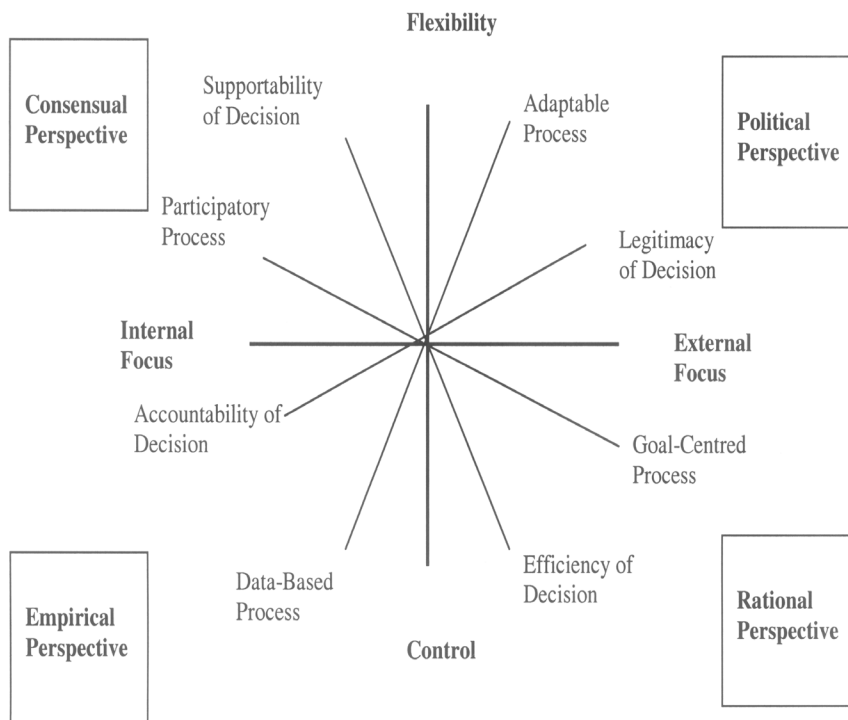 Flexibility
Consensual
Perspective
Supportability
of Decision
Adaptable
Process
Political
Perspective
Participatory
Process
Legitimacy
of Decision
Internal
Focus
External
Focus
Accountability of
Decision
Goal-Centred
Process
Data-Based
Process
Efficiency of
Decision
Empirical
Perspective
Control
Rational
Perspective